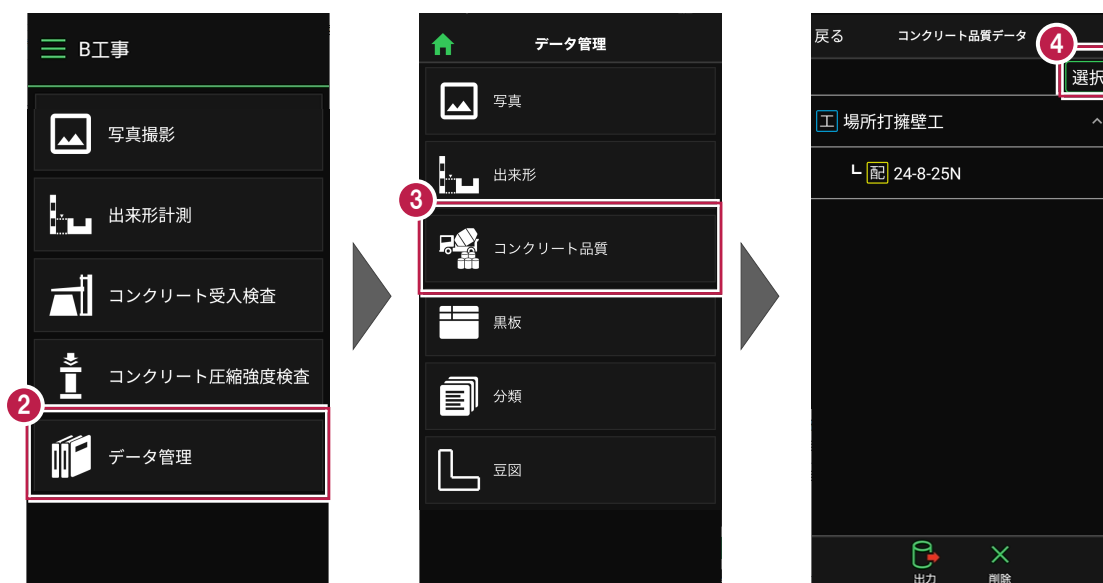 B工事
写真撮影
出来形計測
コンクリート受入検査
コンクリート圧縮強度検査
2
データ管理
データ管理
写真
出来形
3
コンクリート品質
黒板
分類
豆図
戻る
コンクリート品質データ
4
選択
工 場所打擁壁工
配 24-8-25N
出力
削除